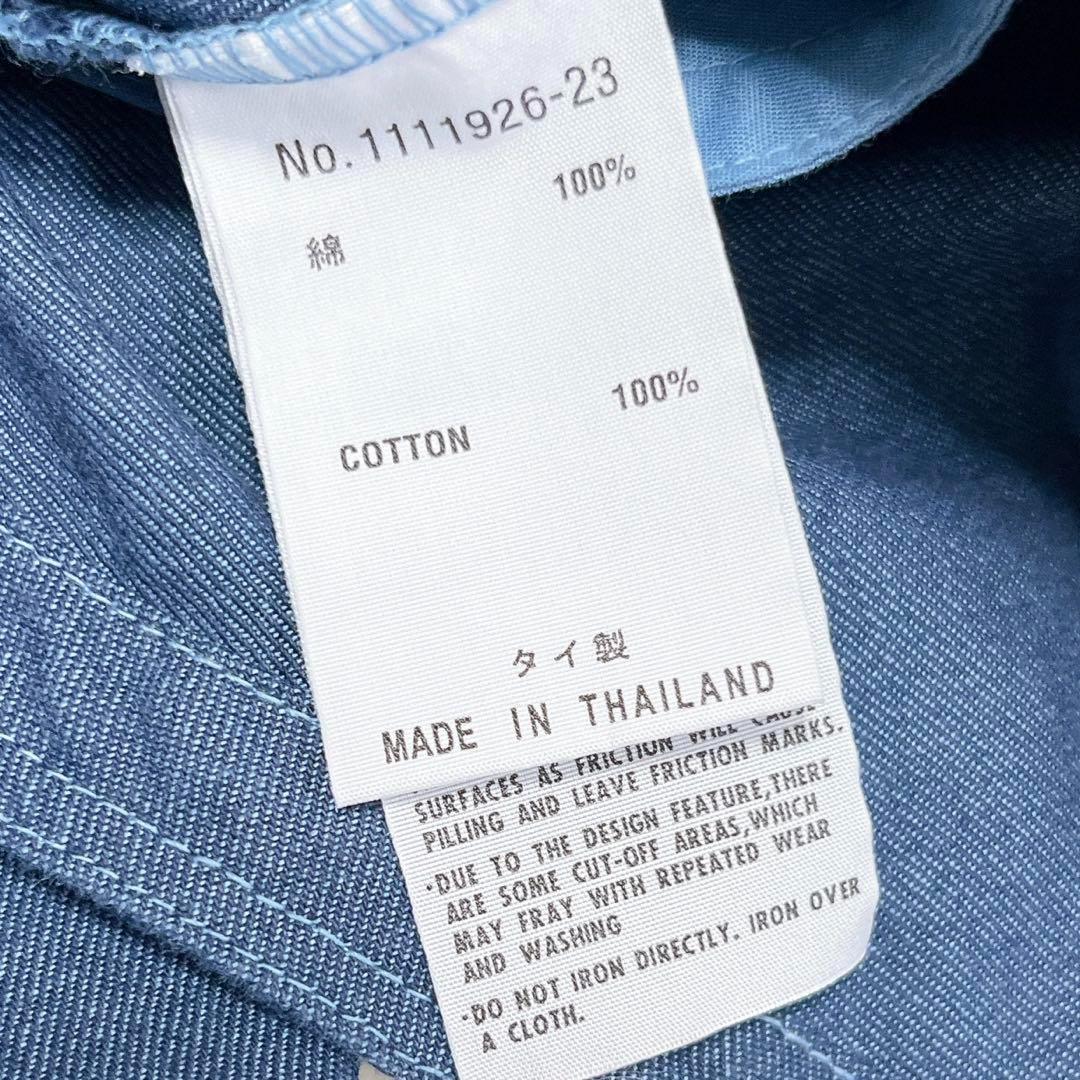 No.1111926-23
100%
綿
100%
COTTON
タイ製
MADE IN THAILAND
SURFACES AS FRICTION WILL CAUSE
PILLING AND LEAVE FRICTION MARKS.
·DUE TO THE DESIGN FEATURE,THERE
ARE SOME CUT-OFF AREAS,WHICH
MAY FRAY WITH REPEATED WEAR
AND WASHING
·DO NOT IRON DIRECTLY. IRON OVER
A CLOTH.